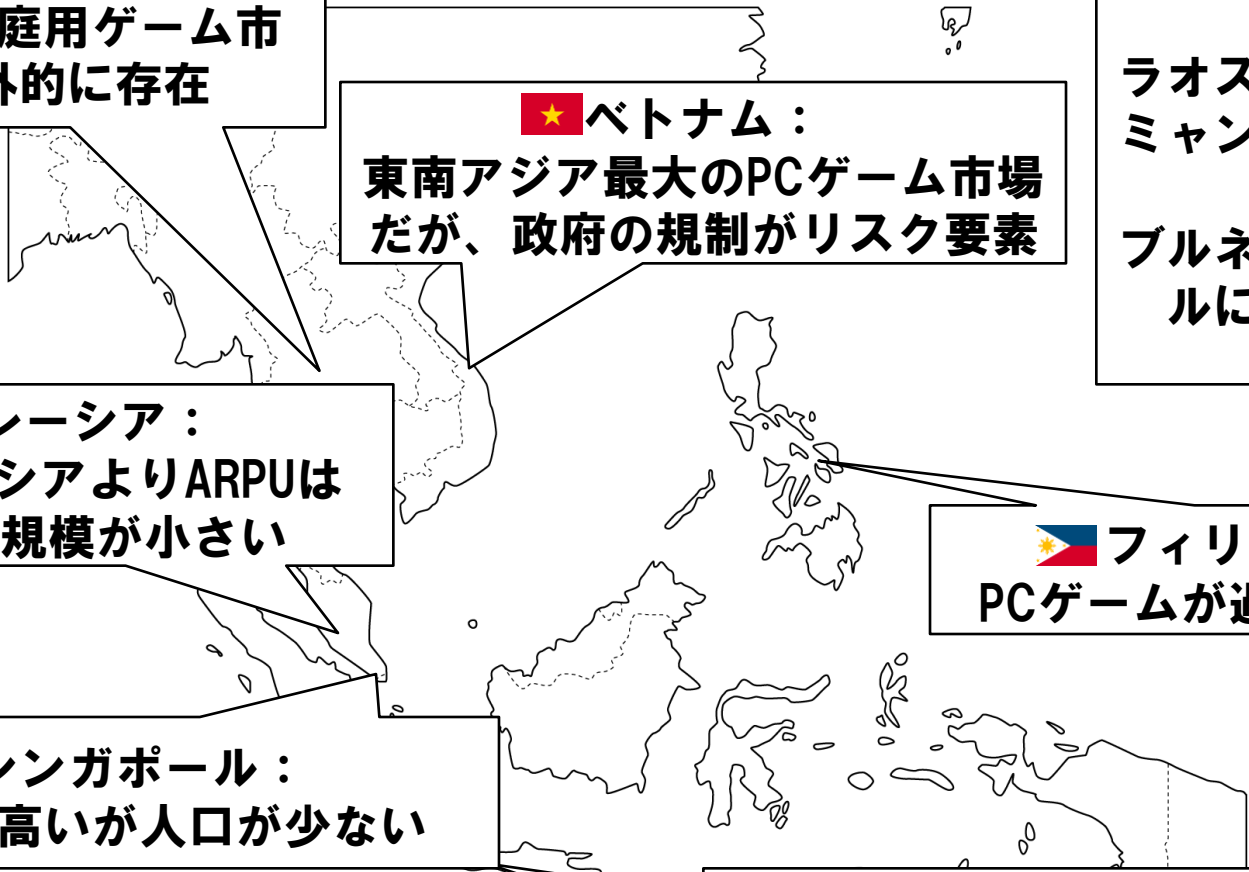 庭用ゲーム市
外的に存在
ベトナム：
東南アジア最大のPCゲーム市場
だが、政府の規制がリスク要素
ラオス
ミャン
ブルネ
ルに
レーシア：
シアよりARPUは
規模が小さい
フィリ
PCゲームが
シンガポール：
高いが人口が少ない